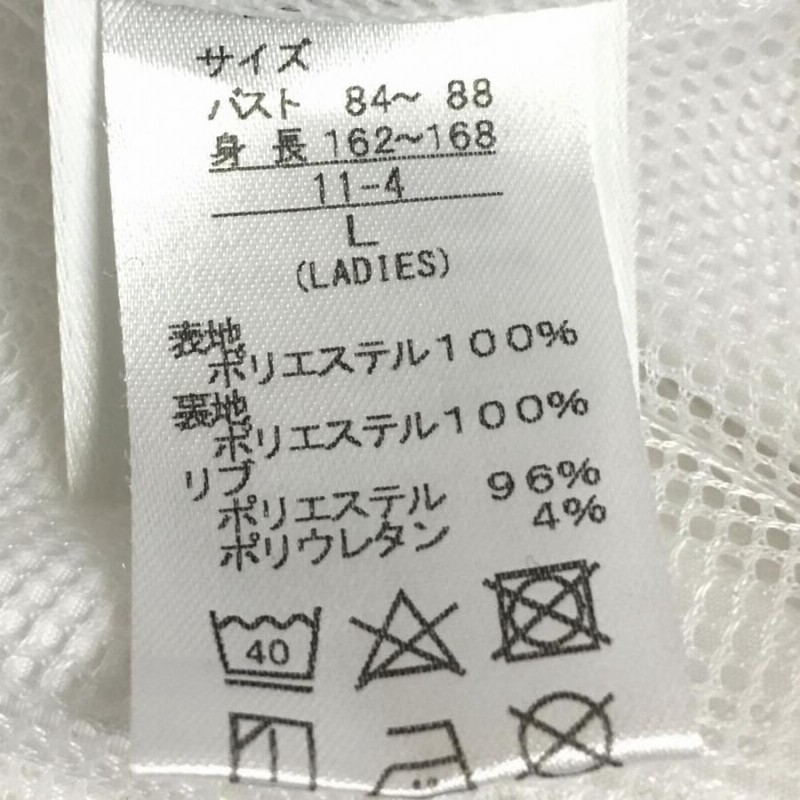 サイズ
バスト 84～ 88
身 長 162～168
11-4
L
(LADIES)
表地
ポリエステル100%
裏地
ポリエステル100%
リブ
ポリエステル 96%
ポリウレタン 4%
40